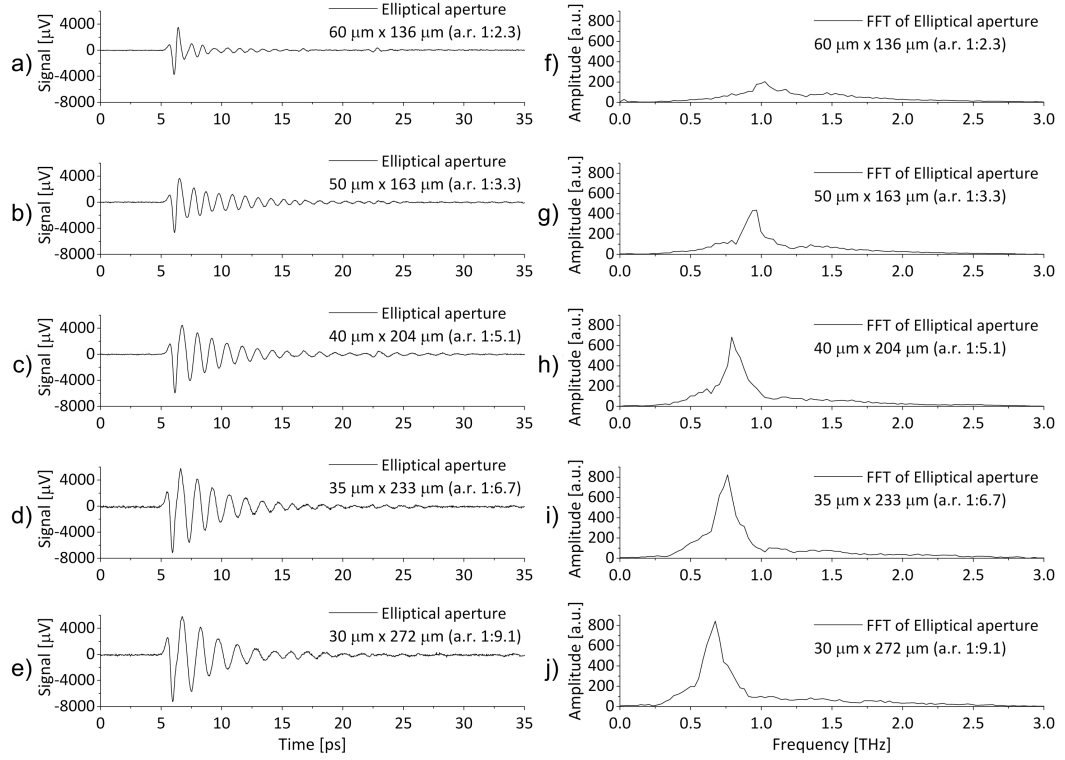 a)
Signal [μV]
4000
0
-4000
-8000
0 5 10 15 20 25 30 35
Elliptical aperture
60 μm x 136 μm (a.r. 1:2.3)
f)
Amplitude [a.u.]
800
600
400
200
0
0.0 0.5 1.0 1.5 2.0 2.5 3.0
FFT of Elliptical aperture
60 μm x 136 μm (a.r. 1:2.3)
b)
Signal [μV]
4000
0
-4000
-8000
0 5 10 15 20 25 30 35
Elliptical aperture
50 μm x 163 μm (a.r. 1:3.3)
g)
Amplitude [a.u.]
800
600
400
200
0
0.0 0.5 1.0 1.5 2.0 2.5 3.0
FFT of Elliptical aperture
50 μm x 163 μm (a.r. 1:3.3)
c)
Signal [μV]
4000
0
-4000
-8000
0 5 10 15 20 25 30 35
Elliptical aperture
40 μm x 204 μm (a.r. 1:5.1)
h)
Amplitude [a.u.]
800
600
400
200
0
0.0 0.5 1.0 1.5 2.0 2.5 3.0
FFT of Elliptical aperture
40 μm x 204 μm (a.r. 1:5.1)
d)
Signal [μV]
4000
0
-4000
-8000
0 5 10 15 20 25 30 35
Elliptical aperture
35 μm x 233 μm (a.r. 1:6.7)
i)
Amplitude [a.u.]
800
600
400
200
0
0.0 0.5 1.0 1.5 2.0 2.5 3.0
FFT of Elliptical aperture
35 μm x 233 μm (a.r. 1:6.7)
e)
Signal [μV]
4000
0
-4000
-8000
0 5 10 15 20 25 30 35
Time [ps]
Elliptical aperture
30 μm x 272 μm (a.r. 1:9.1)
j)
Amplitude [a.u.]
800
600
400
200
0
0.0 0.5 1.0 1.5 2.0 2.5 3.0
Frequency [THz]
FFT of Elliptical aperture
30 μm x 272 μm (a.r. 1:9.1)